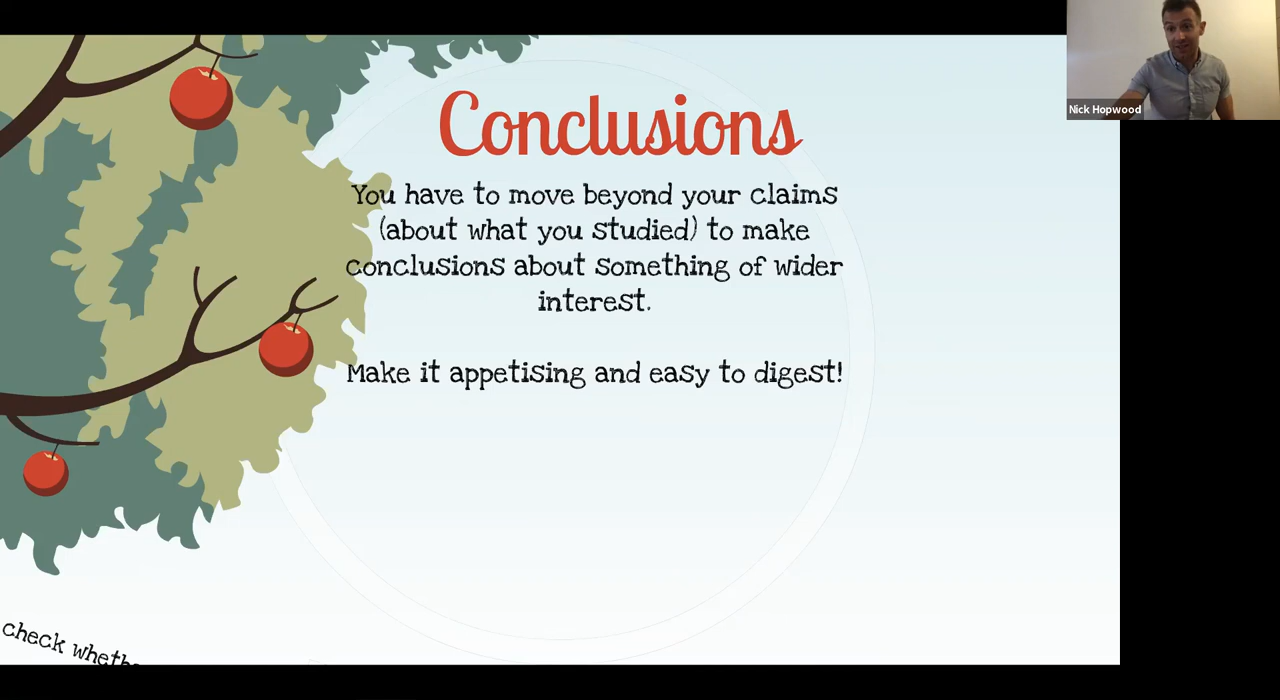 Conclusions
Nick Hopwood
You have to move beyond your claims
(about what you studied) to make
conclusions about something of wider
interest.
Make it appetising and easy to digest!
check